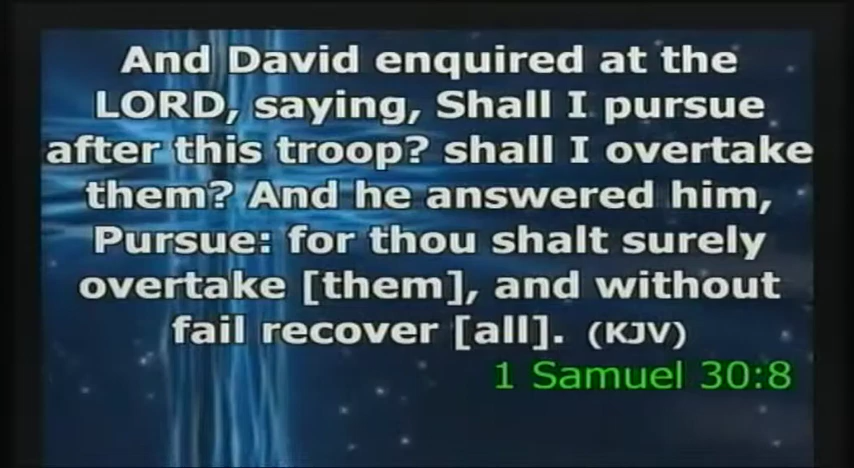 And David enquired at the
LORD, saying, Shall I pursue
after this troop? shall I overtake
them? And he answered him,
Pursue: for thou shalt surely
overtake [them], and without
fail recover [all]. (KJV)
1 Samuel 30:8